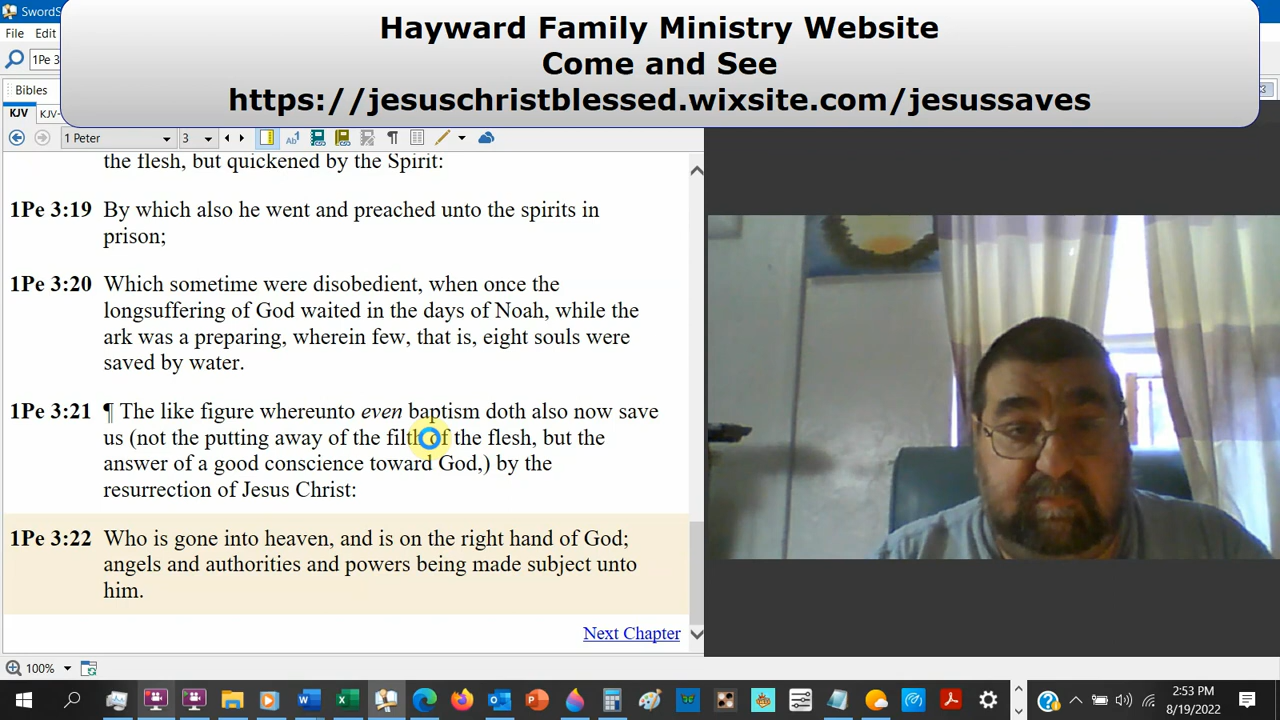 SwordS
Hayward Family Ministry Website
Come and See
https://jesuschristblessed.wixsite.com/jesussaves
File Edit
1Pe 3
Bibles
KJV KJV-
1 Peter 3
the flesh, but quickened by the Spirit:
1Pe 3:19 By which also he went and preached unto the spirits in
prison;
1Pe 3:20 Which sometime were disobedient, when once the
longsuffering of God waited in the days of Noah, while the
ark was a preparing, wherein few, that is, eight souls were
saved by water.
1Pe 3:21 ¶ The like figure whereunto even baptism doth also now save
us (not the putting away of the filth of the flesh, but the
answer of a good conscience toward God,) by the
resurrection of Jesus Christ:
1Pe 3:22 Who is gone into heaven, and is on the right hand of God;
angels and authorities and powers being made subject unto
him.
Next Chapter
100%
2:53 PM
8/19/2022